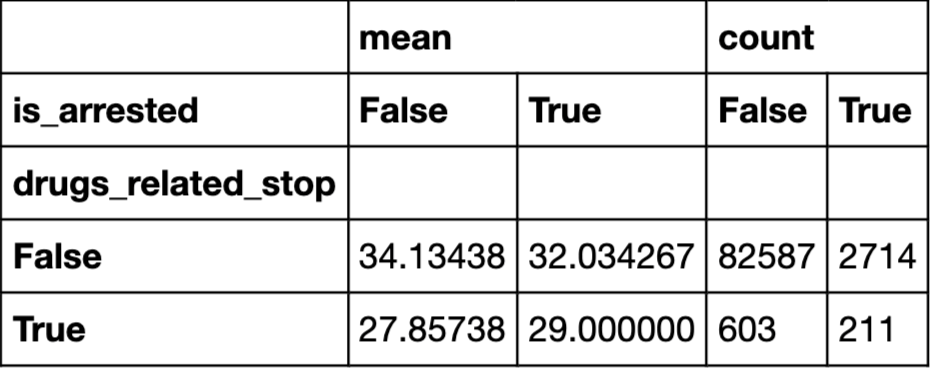 mean count
is_arrested False True False True
drugs_related_stop
False 34.13438 32.034267 82587 2714
True 27.85738 29.000000 603 211